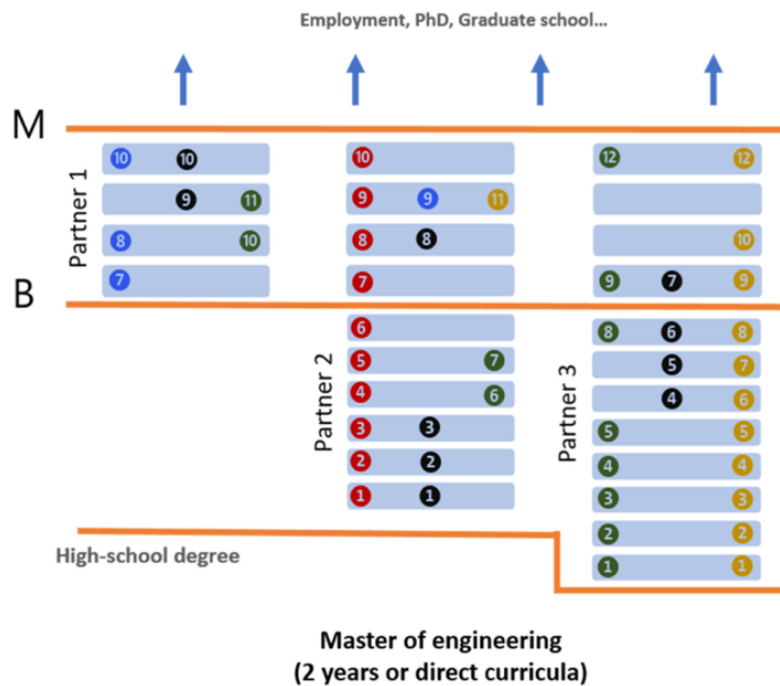 Employment, PhD, Graduate school...
M
10 10 10 12 12
Partner 1
9 11 9 9 11
8 10 8 8 10
7 7 9 7 9
B
6 8 6 8
Partner 2
5 7 5 7
Partner 3
4 6 4 6
3 3 5 5
2 2 4 4
1 1 3 3
2 2
High-school degree
1 1
Master of engineering
(2 years or direct curricula)